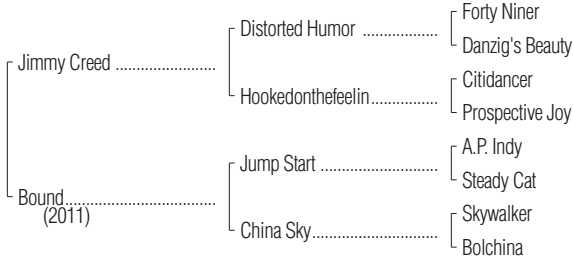 Forty Niner
Distorted Humor ..................
Danzig's Beauty
Jimmy Creed ........................
Citidancer
Hookedonthefeelin................
Prospective Joy
A.P. Indy
Jump Start ............................
Steady Cat
Bound.....................................
(2011)
Skywalker
China Sky..............................
Bolchina